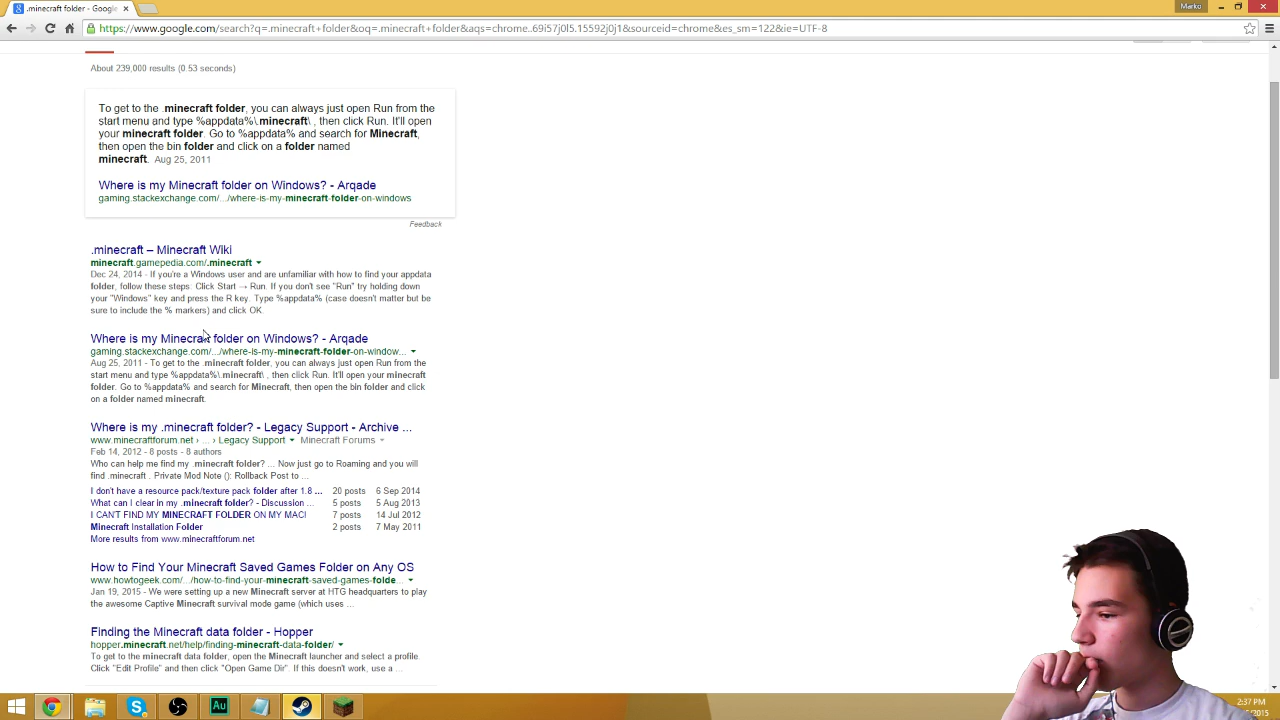 .minecraft folder - Google
Marko
https://www.google.com/search?q=.minecraft+folder&oq=.minecraft+folder&aqs=chrome..69i57j0l5.15592j0j1&sourceid=chrome&es_sm=122&ie=UTF-8
About 239,000 results (0.53 seconds)
To get to the .minecraft folder, you can always just open Run from the
start menu and type %appdata%\.minecraft\ , then click Run. It'll open
your minecraft folder. Go to %appdata% and search for Minecraft,
then open the bin folder and click on a folder named
minecraft. Aug 25, 2011
Where is my Minecraft folder on Windows? - Arqade
gaming.stackexchange.com/.../where-is-my-minecraft-folder-on-windows
Feedback
.minecraft – Minecraft Wiki
minecraft.gamepedia.com/.minecraft
Dec 24, 2014 - If you're a Windows user and are unfamiliar with how to find your appdata
folder, follow these steps: Click Start → Run. If you don't see "Run" try holding down
your "Windows" key and press the R key. Type %appdata% (case doesn't matter but be
sure to include the % markers) and click OK.
Where is my Minecraft folder on Windows? - Arqade
gaming.stackexchange.com/.../where-is-my-minecraft-folder-on-window...
Aug 25, 2011 - To get to the .minecraft folder, you can always just open Run from the
start menu and type %appdata%\.minecraft\ , then click Run. It'll open your minecraft
folder. Go to %appdata% and search for Minecraft, then open the bin folder and click
on a folder named minecraft.
Where is my .minecraft folder? - Legacy Support - Archive ...
www.minecraftforum.net › ... › Legacy Support Minecraft Forums
Feb 14, 2012 - 8 posts - 8 authors
Who can help me find my .minecraft folder? ... Now just go to Roaming and you will
find .minecraft . Private Mod Note (): Rollback Post to ...
I don't have a resource pack/texture pack folder after 1.8 ... 20 posts 6 Sep 2014
What can I clear in my .minecraft folder? - Discussion ... 5 posts 5 Aug 2013
I CAN'T FIND MY MINECRAFT FOLDER ON MY MAC! 7 posts 14 Jul 2012
Minecraft Installation Folder 2 posts 7 May 2011
More results from www.minecraftforum.net
How to Find Your Minecraft Saved Games Folder on Any OS
www.howtogeek.com/.../how-to-find-your-minecraft-saved-games-folde...
Jan 19, 2015 - We were setting up a new Minecraft server at HTG headquarters to play
the awesome Captive Minecraft survival mode game (which uses ...
Finding the Minecraft data folder - Hopper
hopper.minecraft.net/help/finding-minecraft-data-folder/
To get to the minecraft data folder, open the Minecraft launcher and select a profile.
Click "Edit Profile" and then click "Open Game Dir". If this doesn't work, use a ...
Au
2:37 PM
/2015